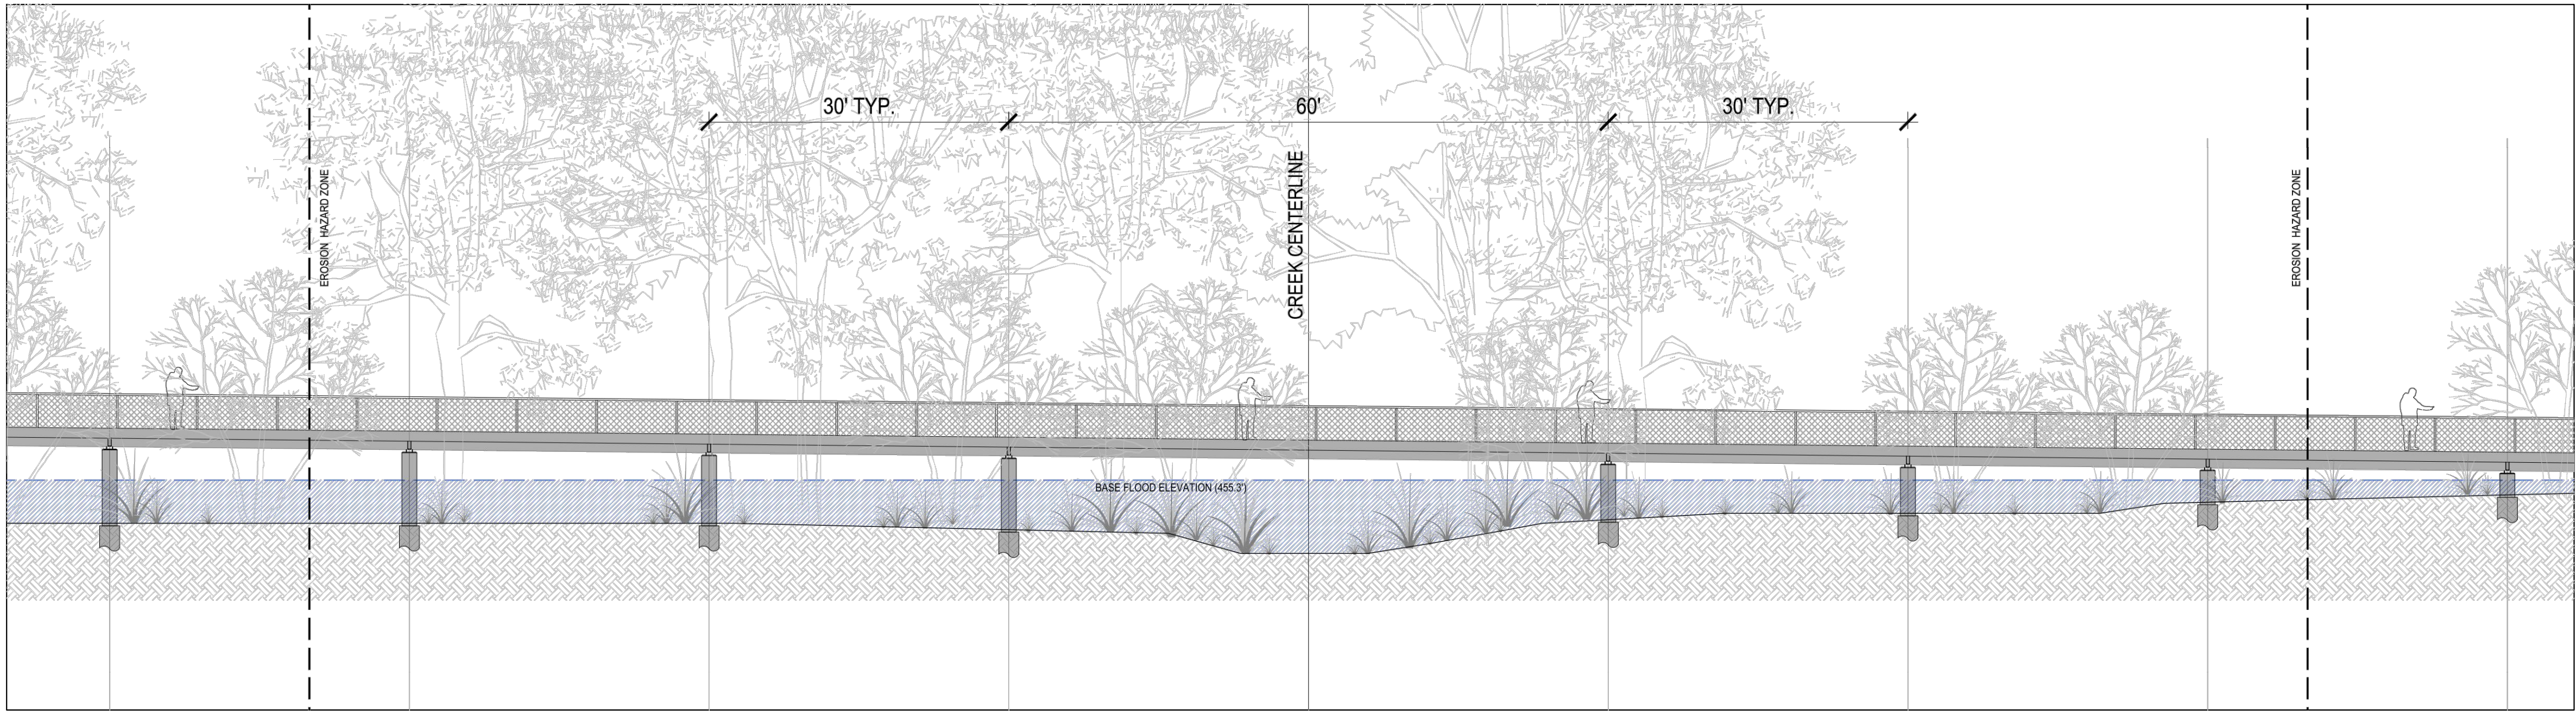 30' TYP.
60'
30' TYP.
EROSION HAZARD ZONE
CREEK CENTERLINE
EROSION HAZARD ZONE
BASE FLOOD ELEVATION (455.3')